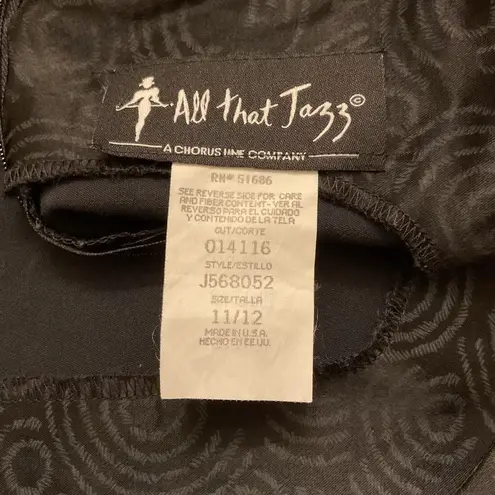 All that Jazz©
A CHORUS LINE COMPANY
RN# 51686
SEE REVERSE SIDE FOR CARE
AND FIBER CONTENT-VER AL
REVERSO PARA EL CUIDADO
Y CONTENIDO DE LA TELA
CUT/CORTE
014116
STYLE/ESTILLO
J568052
SIZE/TALLA
11/12
MADE IN U.S.A.
HECHO EN EE.UU.